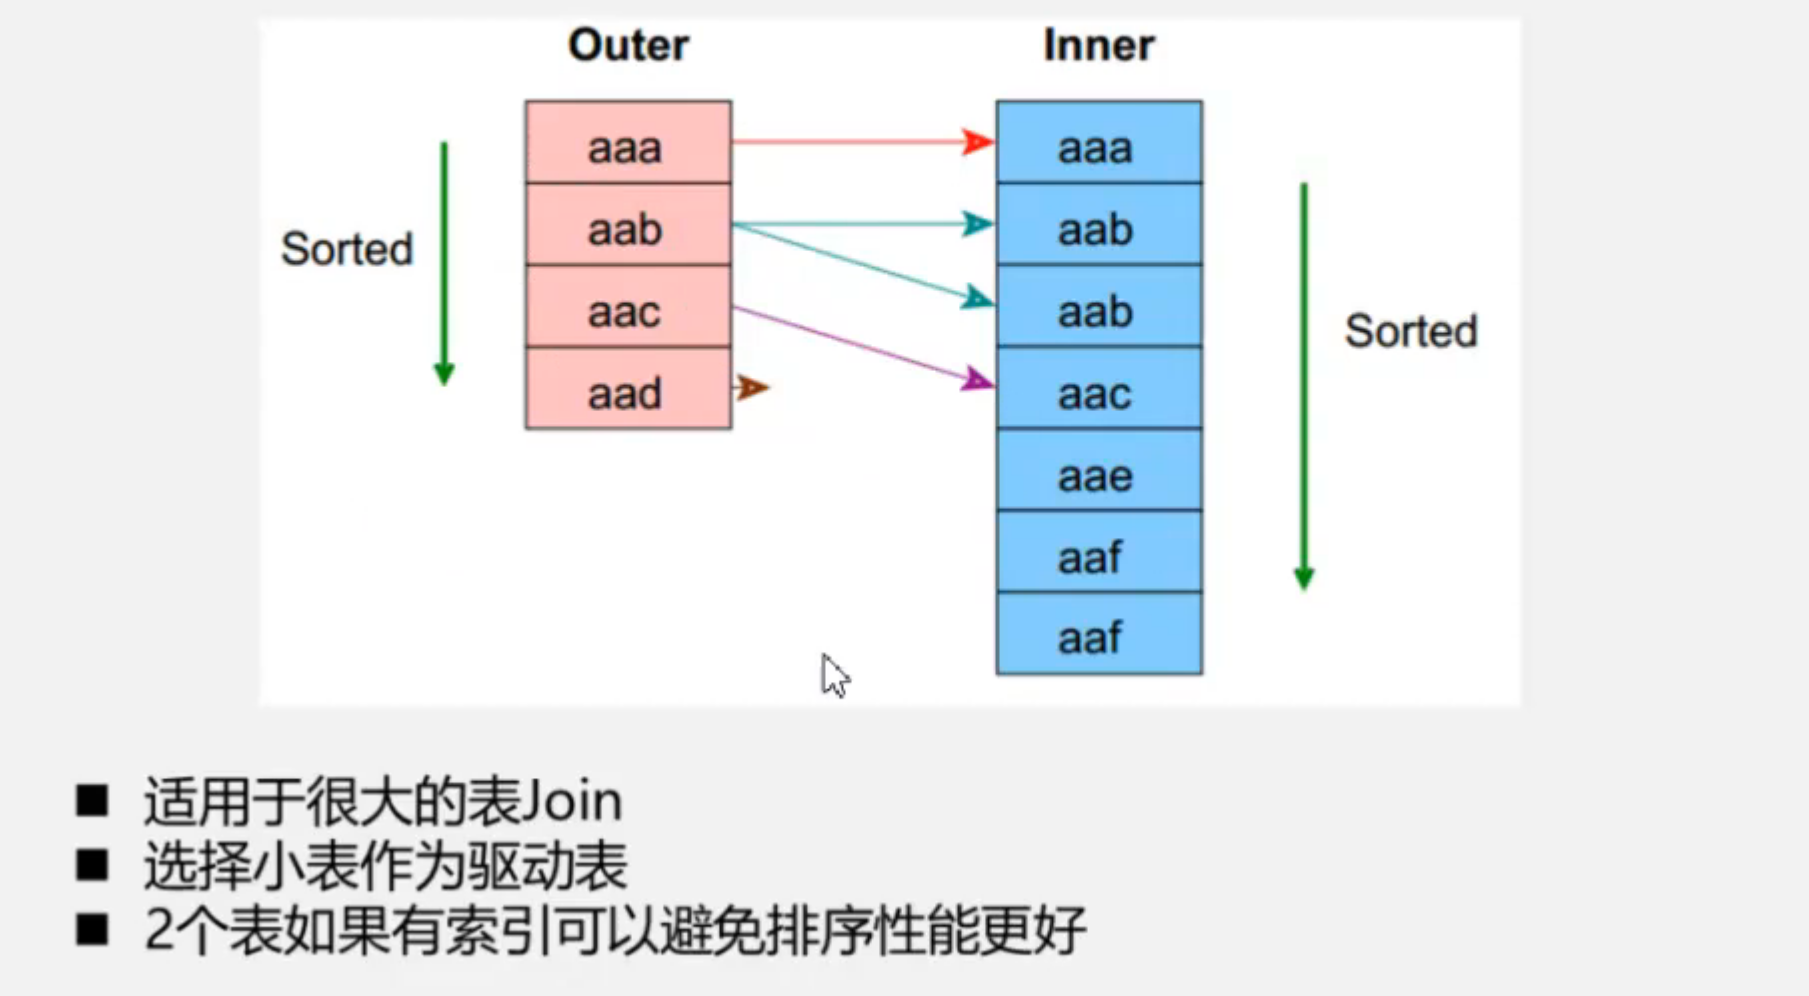 Outer Inner
aaa aaa
aab aab
Sorted
aac aab
Sorted
aad aac
aae
aaf
aaf
适用于很大的表Join
选择小表作为驱动表
2个表如果有索引可以避免排序性能更好